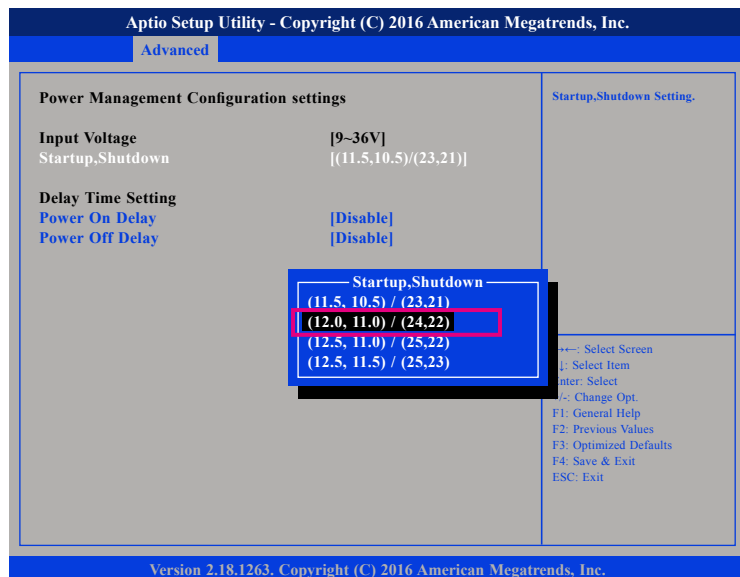 Aptio Setup Utility - Copyright (C) 2016 American Megatrends, Inc.
Advanced
Power Management Configuration settings
Input Voltage [9~36V]
Startup,Shutdown [(11.5,10.5)/(23,21)]
Delay Time Setting
Power On Delay [Disable]
Power Off Delay [Disable]
Startup,Shutdown
(11.5, 10.5) / (23,21)
(12.0, 11.0) / (24,22)
(12.5, 11.0) / (25,22)
(12.5, 11.5) / (25,23)
Startup,Shutdown Setting.
→←: Select Screen
↓: Select Item
Select
/-: Change Opt.
F1: General Help
F2: Previous Values
F3: Optimized Defaults
F4: Save & Exit
ESC: Exit
Version 2.18.1263. Copyright (C) 2016 American Megatrends, Inc.